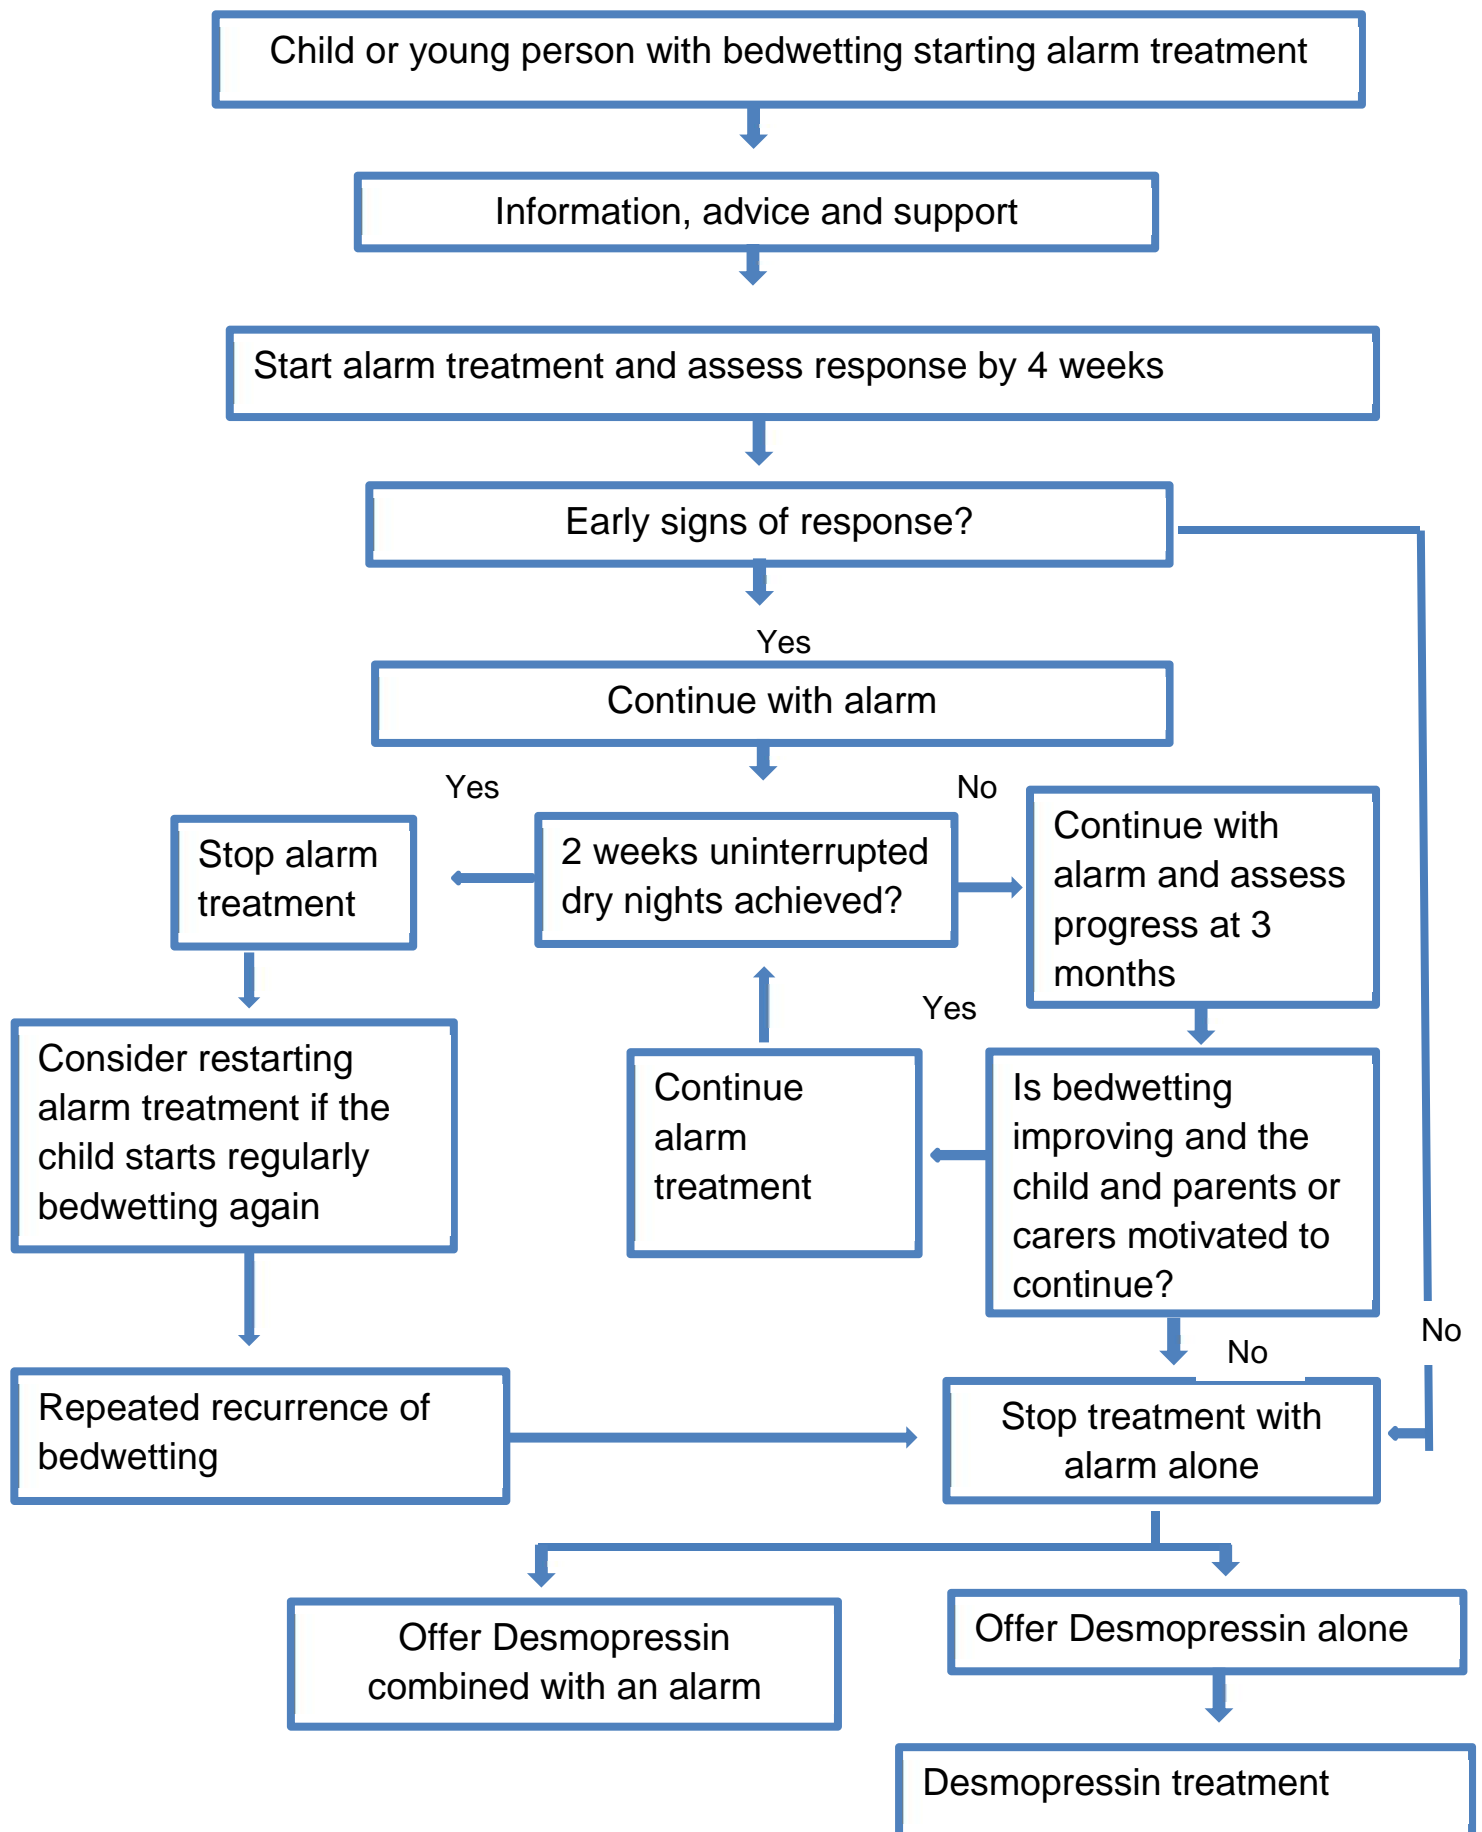 Child or young person with bedwetting starting alarm treatment
Information, advice and support
Start alarm treatment and assess response by 4 weeks
Early signs of response?
Yes
Continue with alarm
Yes
No
2 weeks uninterrupted
dry nights achieved?
Stop alarm
treatment
Continue with
alarm and assess
progress at 3
months
Yes
Consider restarting
alarm treatment if the
child starts regularly
bedwetting again
Continue
alarm
treatment
Is bedwetting
improving and the
child and parents or
carers motivated to
continue?
No
No
Repeated recurrence of
bedwetting
Stop treatment with
alarm alone
Offer Desmopressin
combined with an alarm
Offer Desmopressin alone
Desmopressin treatment